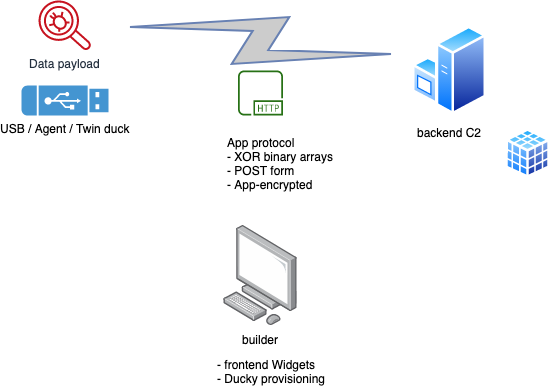 Data payload
USB / Agent / Twin duck
HTTP
App protocol
- XOR binary arrays
- POST form
- App-encrypted
backend C2
builder
- frontend Widgets
- Ducky provisioning